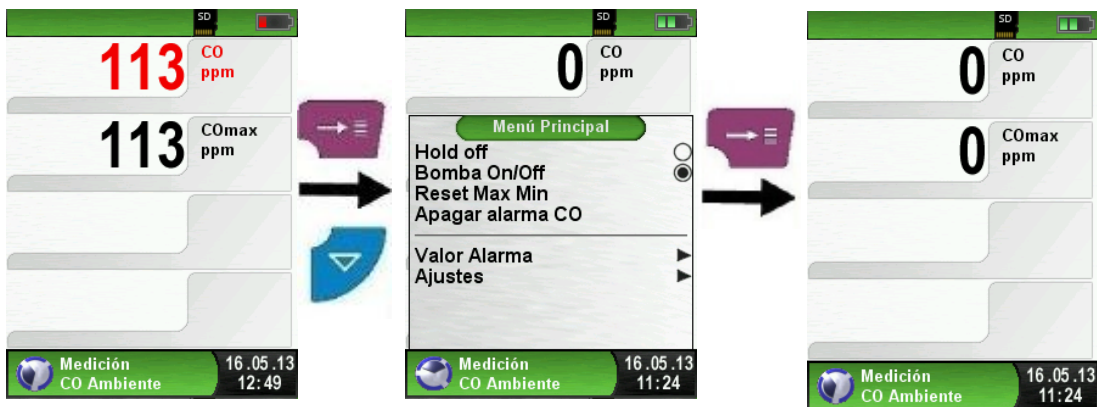 SD
113
CO
ppm
113
COmax
ppm
Medición
CO Ambiente
16.05.13
12:49
SD
0
CO
ppm
Menú Principal
Hold off
Bomba On/Off
Reset Max Min
Apagar alarma CO
Valor Alarma
Ajustes
Medición
CO Ambiente
16.05.13
11:24
SD
0
CO
ppm
0
COmax
ppm
Medición
CO Ambiente
16.05.13
11:24